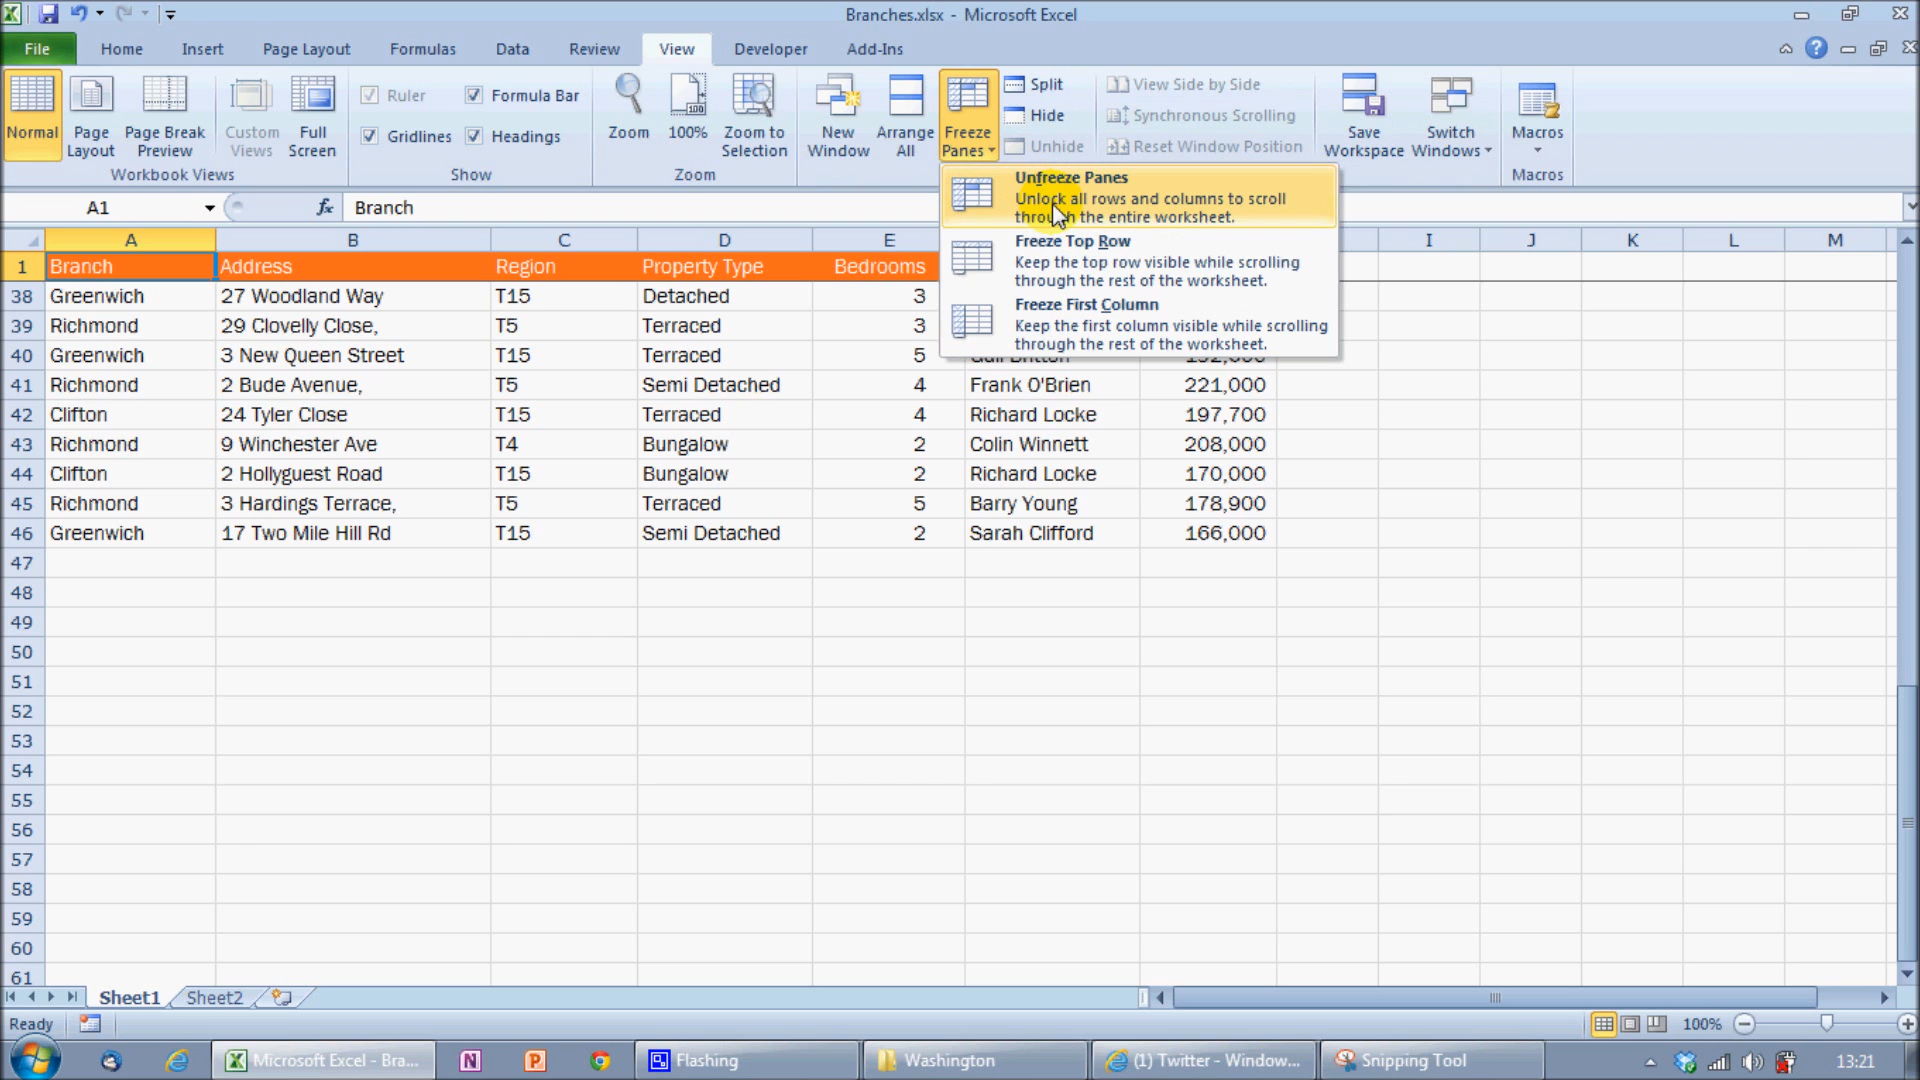 Branches.xlsx - Microsoft Excel
File Home Insert Page Layout Formulas Data Review View Developer Add-Ins
Normal
Page Layout
Page Break Preview
Custom Views
Full Screen
Workbook Views
Ruler
Formula Bar
Gridlines
Headings
Show
Zoom
100%
Zoom to Selection
Zoom
New Window
Arrange All
Freeze Panes
Split
Hide
Unhide
View Side by Side
Synchronous Scrolling
Reset Window Position
Save Workspace
Switch Windows
Macros
Macros
Unfreeze Panes
Unlock all rows and columns to scroll
through the entire worksheet.
Freeze Top Row
Keep the top row visible while scrolling
through the rest of the worksheet.
Freeze First Column
Keep the first column visible while scrolling
through the rest of the worksheet.
A1 fx Branch
A B C D E I J K L M
1 Branch Address Region Property Type Bedrooms
38 Greenwich 27 Woodland Way T15 Detached 3
39 Richmond 29 Clovelly Close, T5 Terraced 3
40 Greenwich 3 New Queen Street T15 Terraced 5
41 Richmond 2 Bude Avenue, T5 Semi Detached 4 Frank O'Brien 221,000
42 Clifton 24 Tyler Close T15 Terraced 4 Richard Locke 197,700
43 Richmond 9 Winchester Ave T4 Bungalow 2 Colin Winnett 208,000
44 Clifton 2 Hollyguest Road T15 Bungalow 2 Richard Locke 170,000
45 Richmond 3 Hardings Terrace, T5 Terraced 5 Barry Young 178,900
46 Greenwich 17 Two Mile Hill Rd T15 Semi Detached 2 Sarah Clifford 166,000
47
48
49
50
51
52
53
54
55
56
57
58
59
60
61
Sheet1 Sheet2
Ready 100%
Microsoft Excel - Bra... Flashing Washington (1) Twitter - Window... Snipping Tool 13:21